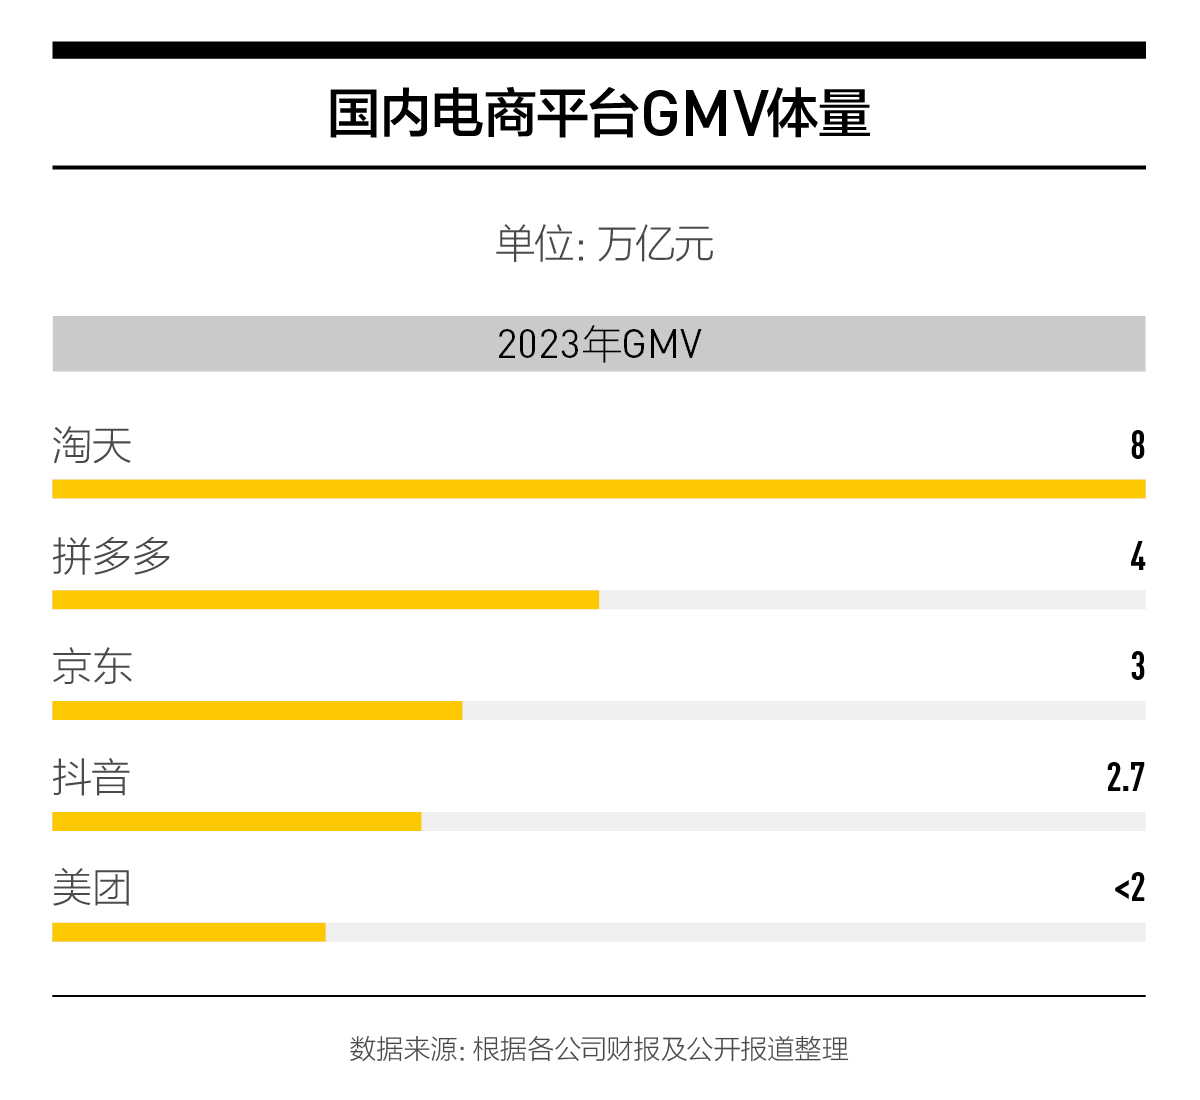 国内电商平台GMV体量
单位：万亿元
2023年GMV
淘天 8
拼多多 4
京东 3
抖音 2.7
美团 <2
数据来源：根据各公司财报及公开报道整理